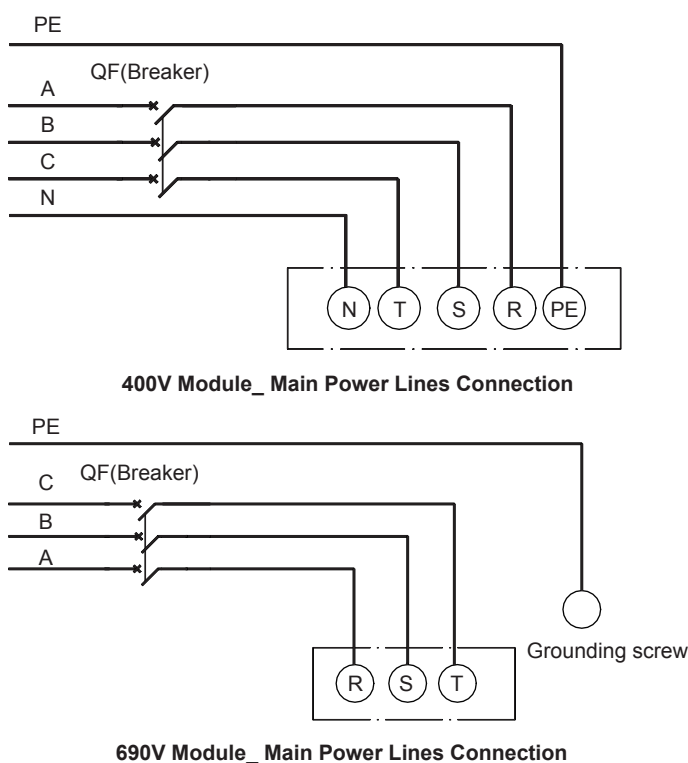 PE
QF(Breaker)
A
B
C
N
N T S R PE
400V Module_ Main Power Lines Connection
PE
QF(Breaker)
C
B
A
Grounding screw
R S T
690V Module_ Main Power Lines Connection